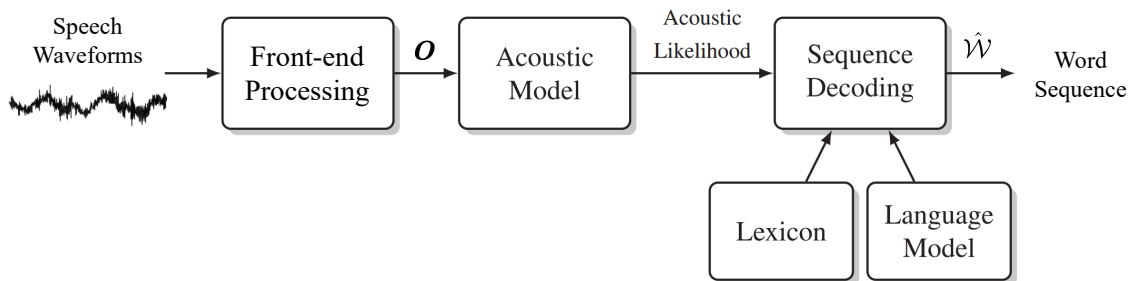 Speech
Waveforms
Front-end
Processing
O
Acoustic
Model
Acoustic
Likelihood
Sequence
Decoding
Ŵ
Word
Sequence
Lexicon
Language
Model